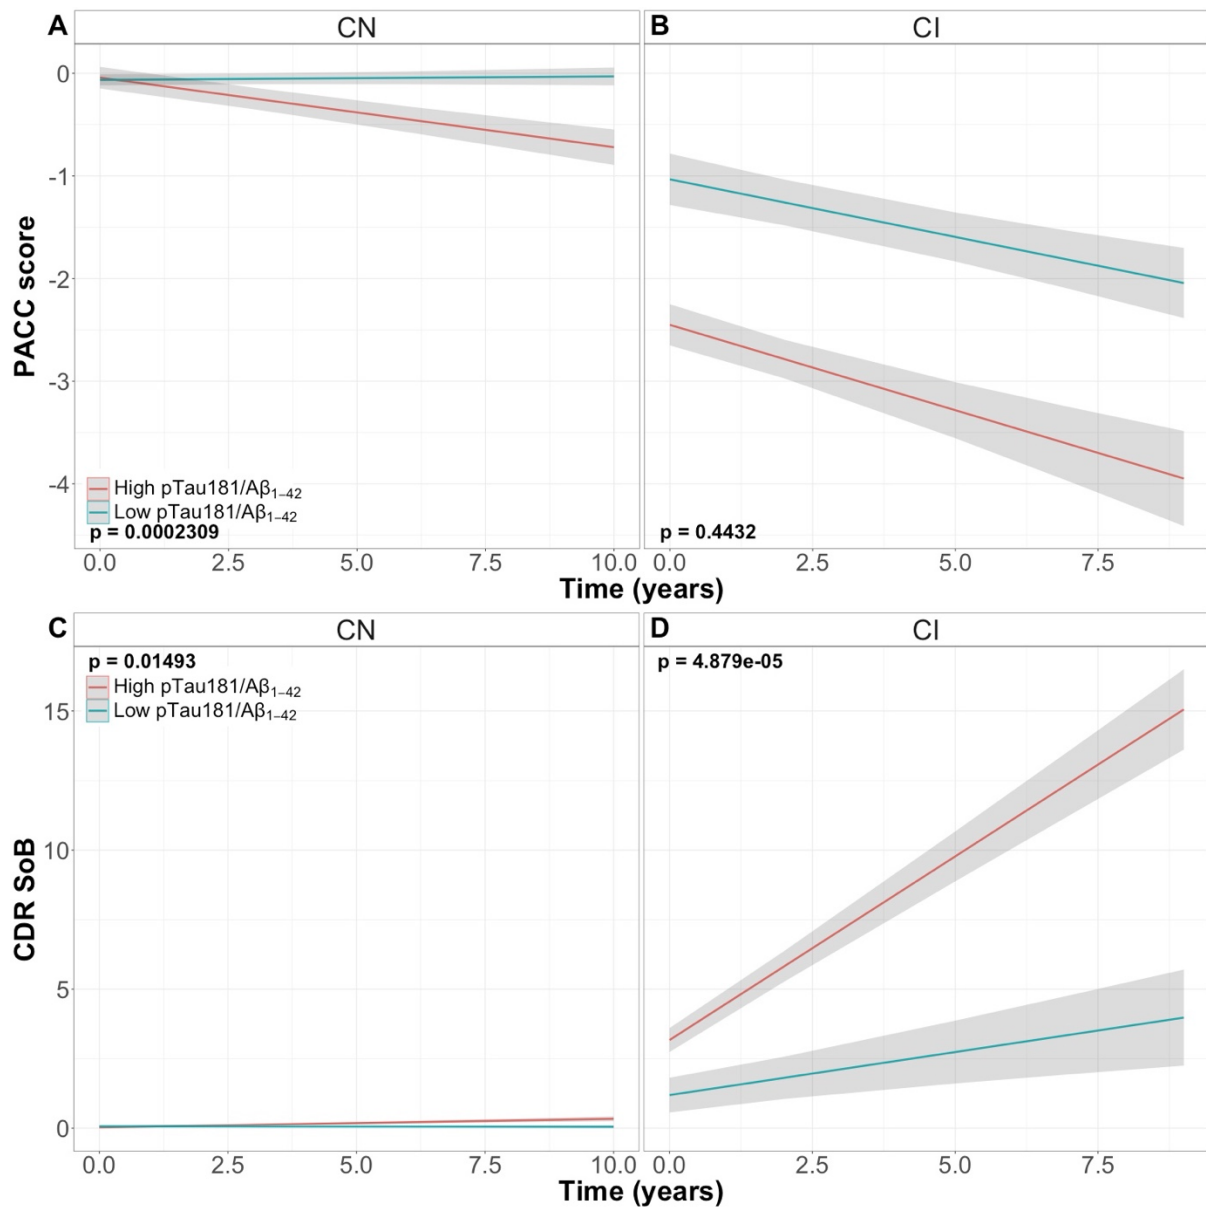 A
CN
B
CI
PACC score
0
-1
-2
-3
-4
High pTau181/Aβ1−42
Low pTau181/Aβ1−42
p = 0.0002309
p = 0.4432
0.0 2.5 5.0 7.5 10.0 0.0 2.5 5.0 7.5
Time (years)
C
CN
D
CI
p = 0.01493
High pTau181/Aβ1−42
Low pTau181/Aβ1−42
p = 4.879e-05
CDR SoB
15
10
5
0
0.0 2.5 5.0 7.5 10.0 0.0 2.5 5.0 7.5
Time (years)